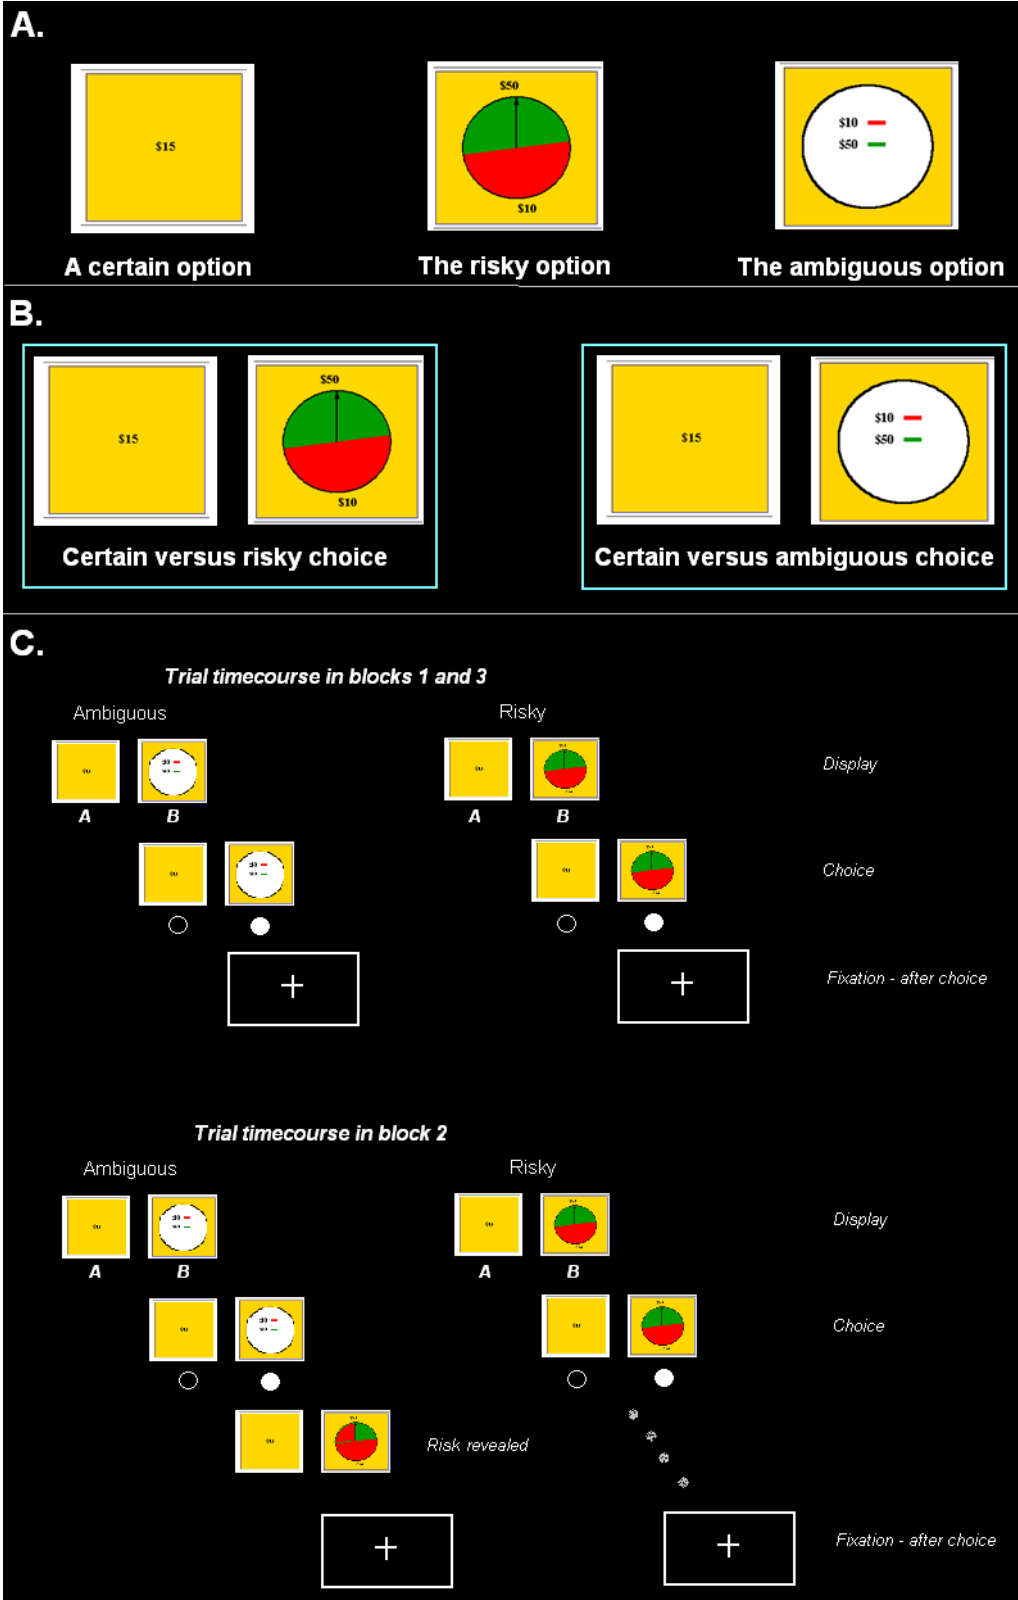 A.
$15
$50
$10
$10
$50
A certain option
The risky option
The ambiguous option
B.
$15
$50
$10
$15
$10
$50
Certain versus risky choice
Certain versus ambiguous choice
C.
Trial timecourse in blocks 1 and 3
Ambiguous
Risky
Display
A
B
A
B
Choice
Fixation - after choice
Trial timecourse in block 2
Ambiguous
Risky
Display
A
B
A
B
Choice
Risk revealed
Fixation - after choice